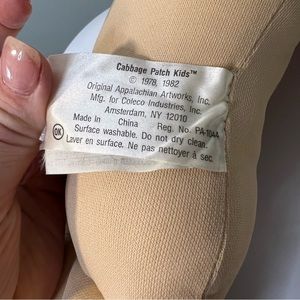 Cabbage Patch Kids™
© 1978, 1982
Original Appalachian Artworks, Inc.
Mfg. for Coleco Industries, Inc.
Amsterdam, NY 12010
Made in China Reg. No. PA-1044
OK Surface washable. Do not dry clean.
Laver en surface. Ne pas nettoyer à sec.